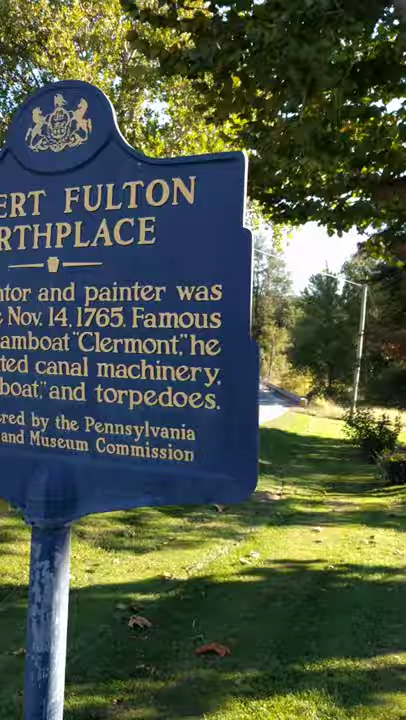 ERT FULTON
RTHPLACE
ntor and painter was
e Nov. 14, 1765. Famous
amboat "Clermont," he
ted canal machinery,
boat," and torpedoes.
ered by the Pennsylvania
and Museum Commission